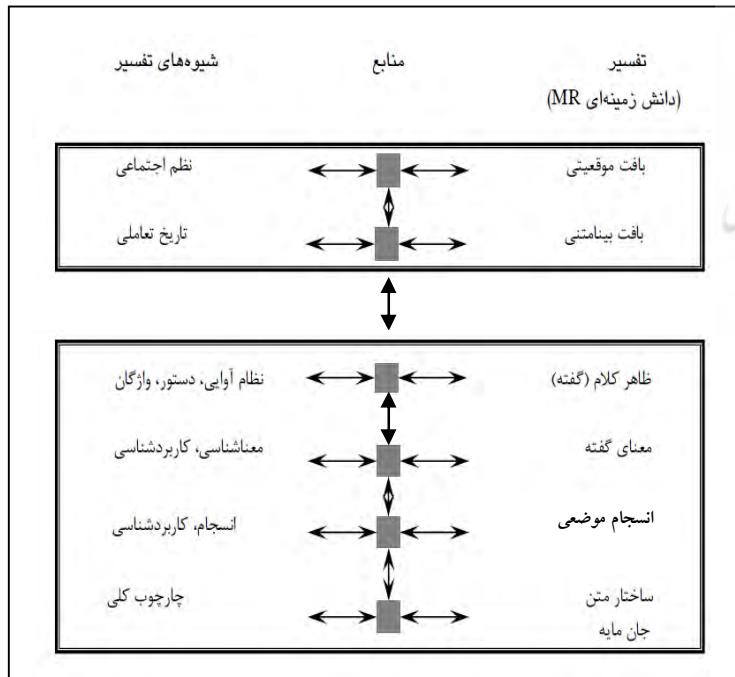 تفسیر منابع شیوه‌های تفسیر
(دانش زمینه‌ای MR)
بافت موقعیتی نظم اجتماعی
بافت بینامتنی تاریخ تعاملی
ظاهر کلام (گفته) نظام آوایی، دستور، واژگان
معنای گفته معناشناسی، کاربردشناسی
انسجام موضعی انسجام، کاربردشناسی
ساختار متن چارچوب کلی
جان مایه